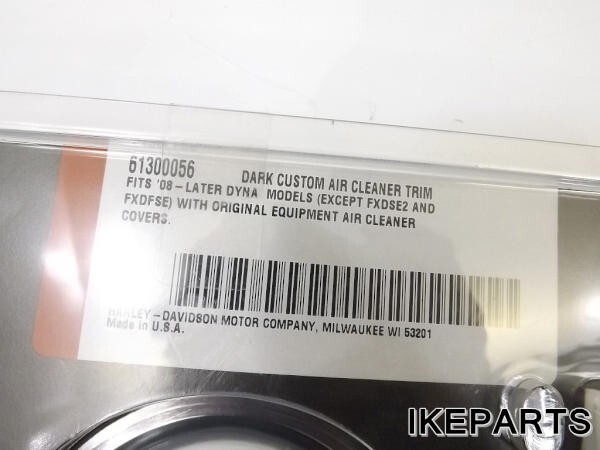 61300056 DARK CUSTOM AIR CLEANER TRIM
FITS '08-LATER DYNA MODELS (EXCEPT FXDSE2 AND
FXDFSE) WITH ORIGINAL EQUIPMENT AIR CLEANER
COVERS.
HARLEY-DAVIDSON MOTOR COMPANY, MILWAUKEE WI 53201
Made in U.S.A.
IKEPARTS